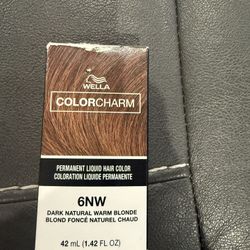 WELLA
COLORCHARM
PERMANENT LIQUID HAIR COLOR
COLORATION LIQUIDE PERMANENTE
6NW
DARK NATURAL WARM BLONDE
BLOND FONCÉ NATUREL CHAUD
42 mL (1.42 FL OZ)